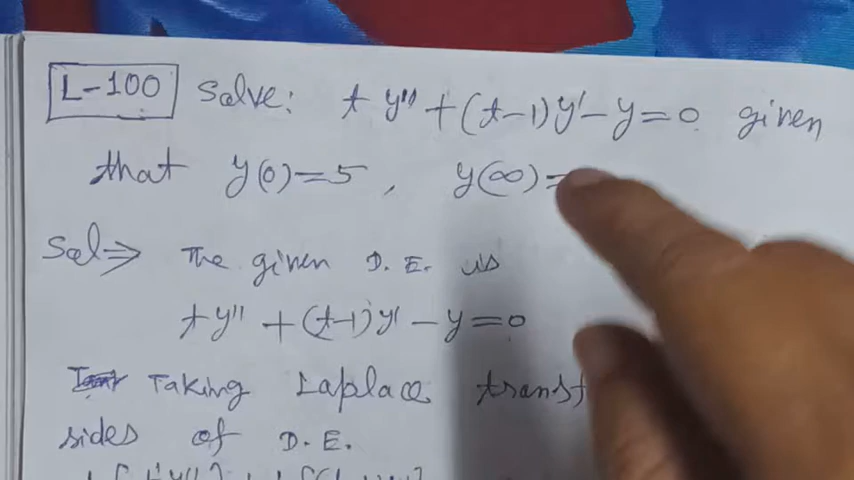 L-100 Solve: t y'' + (t-1)y' - y = 0 given
that y(0) = 5 , y(∞) =
Sol ⇒ The given D. E. is
t y'' + (t-1)y' - y = 0
Taking Laplace transf
sides of D. E.